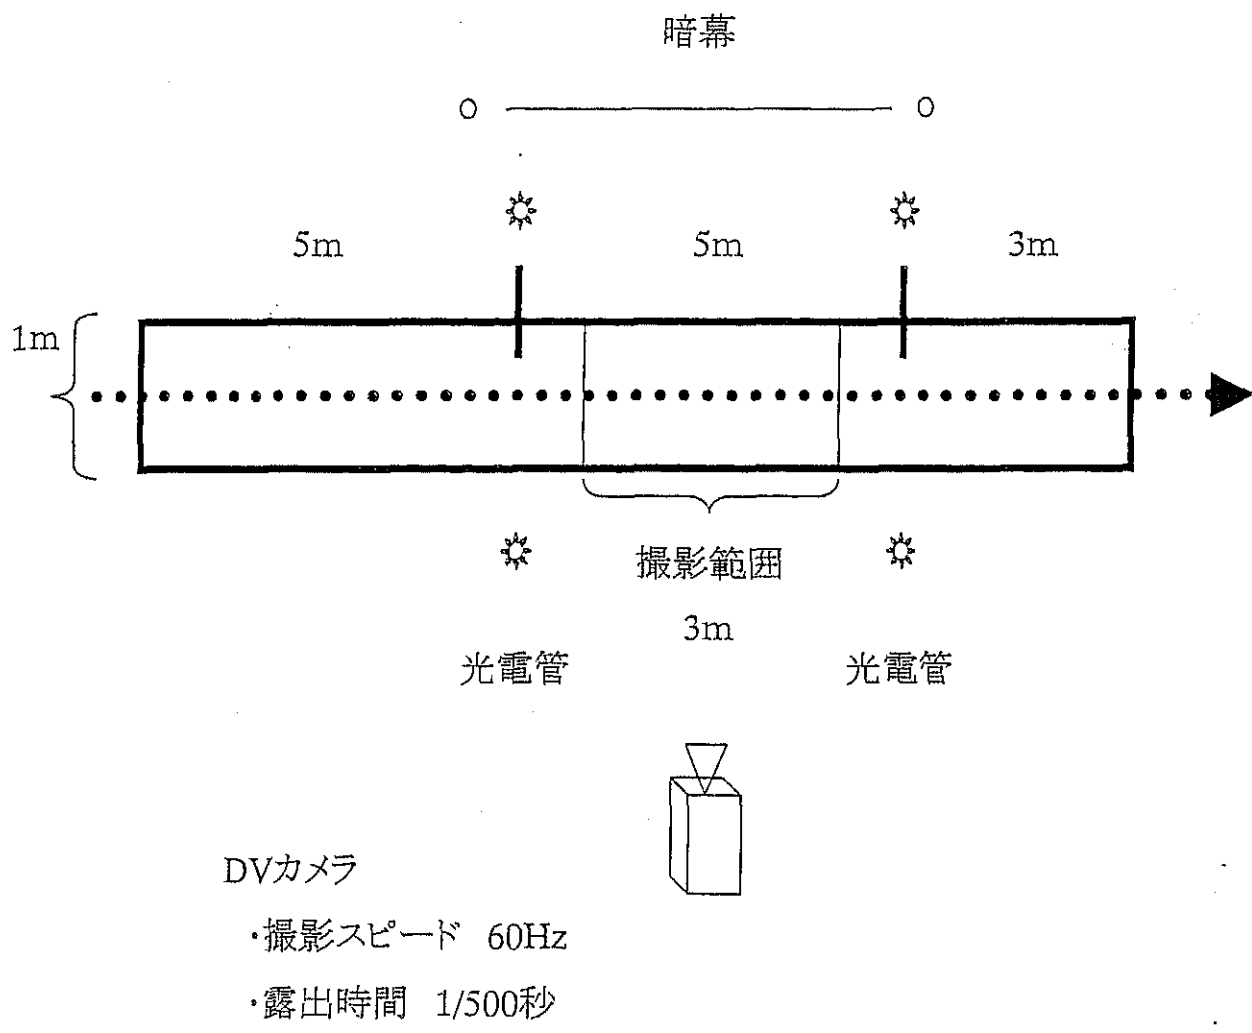 暗幕
5m
5m
3m
1m
撮影範囲
3m
光電管
光電管
DVカメラ
・撮影スピード 60Hz
・露出時間 1/500秒